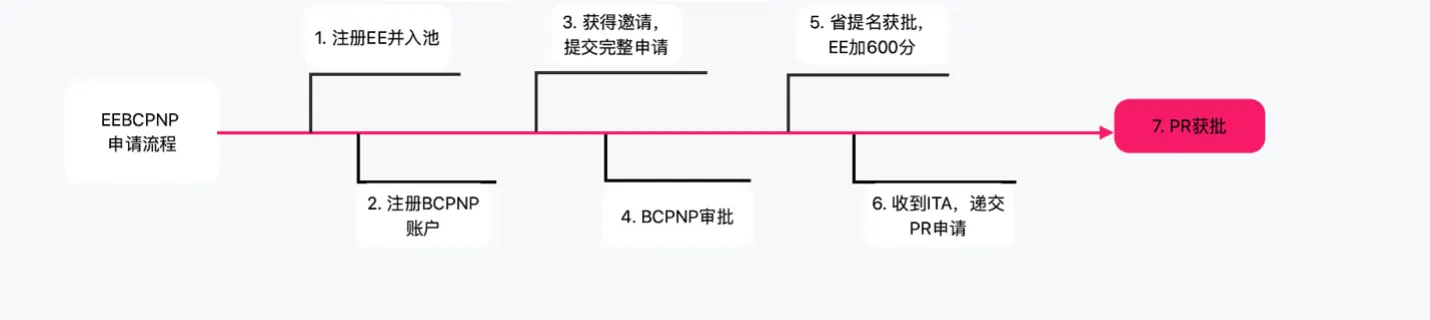 EEBCPNP
申请流程
1. 注册EE并入池
2. 注册BCPNP
账户
3. 获得邀请，
提交完整申请
4. BCPNP审批
5. 省提名获批，
EE加600分
6. 收到ITA，递交
PR申请
7. PR获批